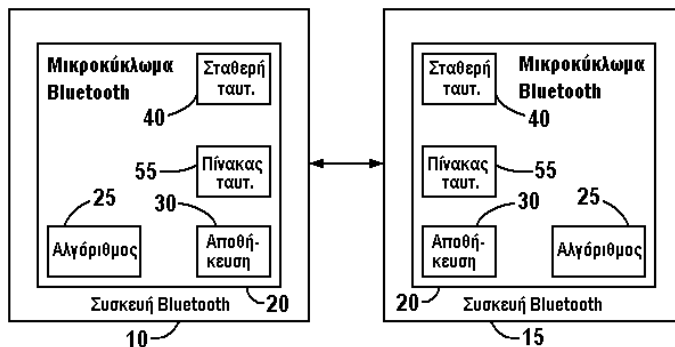 Μικροκύκλωμα
Bluetooth
Σταθερή
ταυτ.
40
55
Πίνακας
ταυτ.
25
30
Αλγόριθμος
Αποθή-
κευση
20
Συσκευή Bluetooth
10
Σταθερή
ταυτ.
Μικροκύκλωμα
Bluetooth
40
Πίνακας
ταυτ.
55
30
25
Αποθή-
κευση
Αλγόριθμος
20
Συσκευή Bluetooth
15